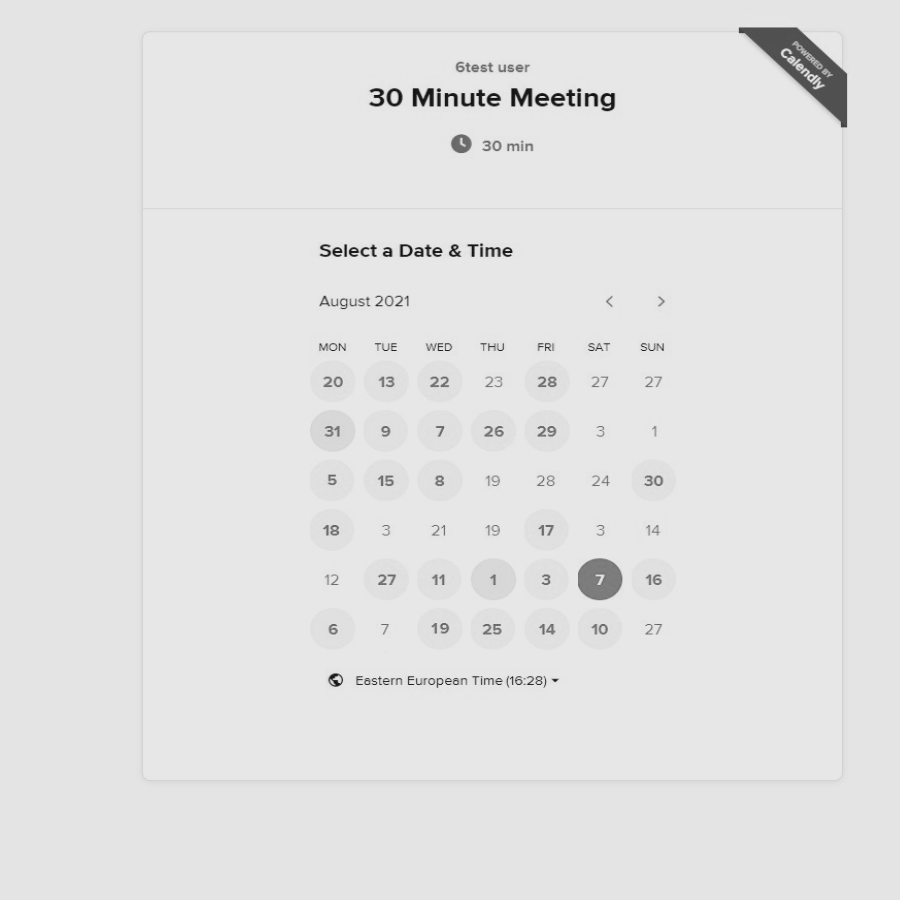 POWERED BY
Calendly
6test user
30 Minute Meeting
30 min
Select a Date & Time
August 2021
MON TUE WED THU FRI SAT SUN
20 13 22 23 28 27 27
31 9 7 26 29 3 1
5 15 8 19 28 24 30
18 3 21 19 17 3 14
12 27 11 1 3 7 16
6 7 19 25 14 10 27
Eastern European Time (16:28)